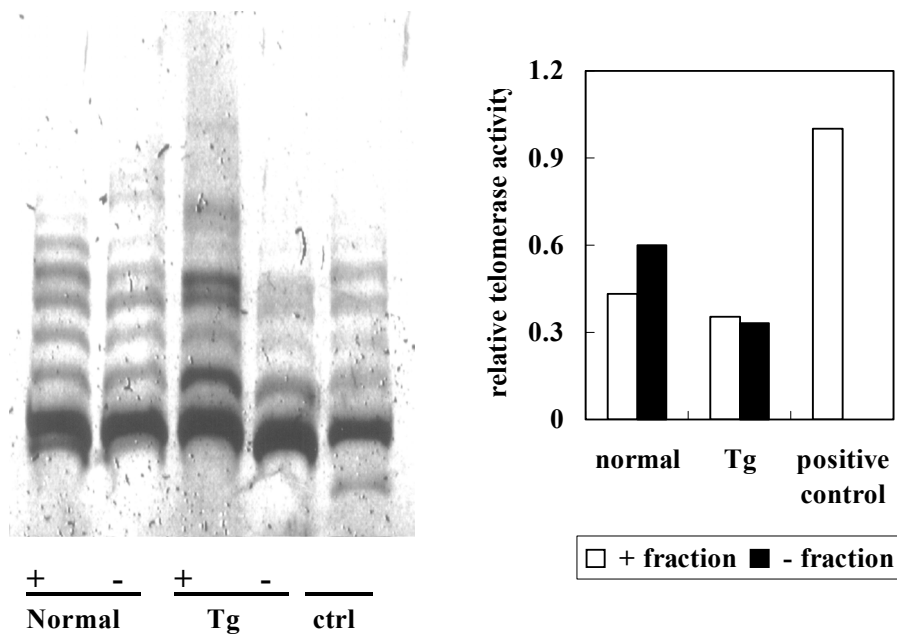 + - + -
Normal Tg ctrl
relative telomerase activity
1.2
0.9
0.6
0.3
0
normal Tg positive
control
+ fraction - fraction